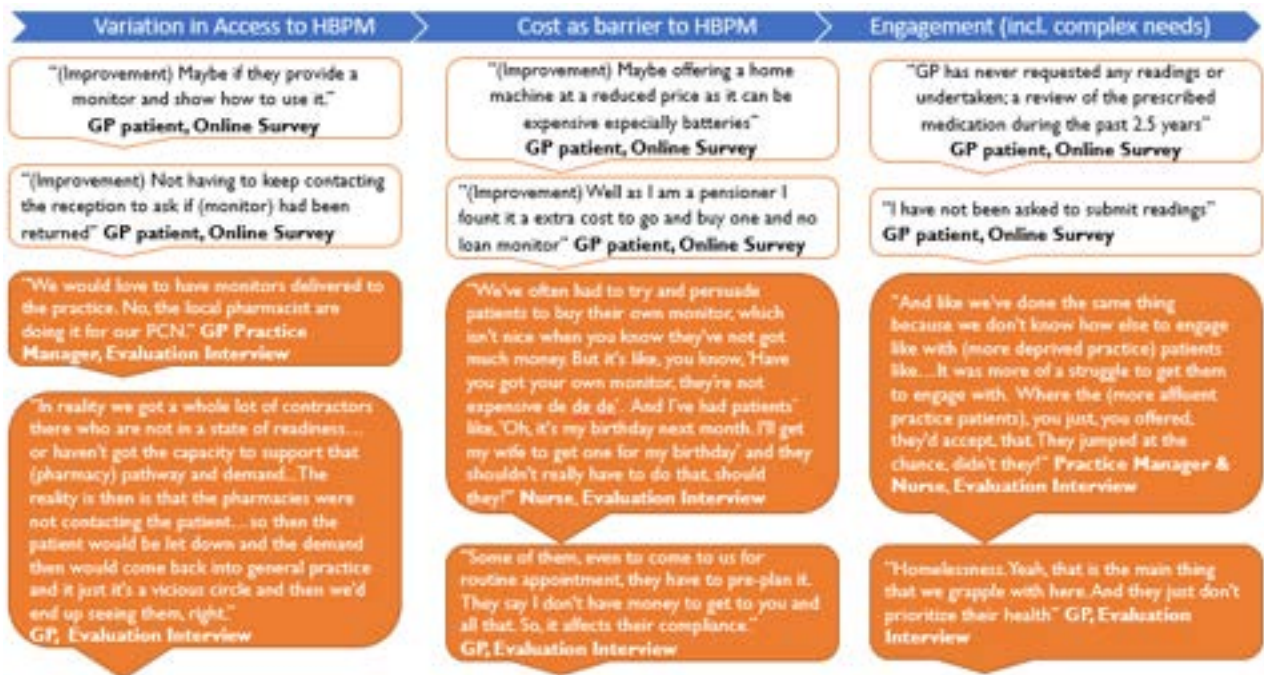 Variation in Access to HBPM
Cost as barrier to HBPM
Engagement (incl. complex needs)
"(Improvement) Maybe if they provide a
monitor and show how to use it."
GP patient, Online Survey
"(Improvement) Not having to keep contacting
the reception to ask if (monitor) had been
returned" GP patient, Online Survey
"We would love to have monitors delivered to
the practice. No, the local pharmacist are
doing it for our PCN." GP Practice
Manager, Evaluation Interview
"In reality we got a whole lot of contractors
there who are not in a state of readiness…
or haven't got the capacity to support that
(pharmacy) pathway and demand…The
reality is then is that the pharmacies were
not contacting the patient…so then the
patient would be let down and the demand
then would come back into general practice
and it just it's a vicious circle and then we'd
end up seeing them, right."
GP, Evaluation Interview
"(Improvement) Maybe offering a home
machine at a reduced price as it can be
expensive especially batteries"
GP patient, Online Survey
"(Improvement) Well as I am a pensioner I
fount it a extra cost to go and buy one and no
loan monitor" GP patient, Online Survey
"We've often had to try and persuade
patients to buy their own monitor, which
isn't nice when you know they've not got
much money. But it's like, you know, 'Have
you got your own monitor, they're not
expensive de de de'. And I've had patients'
like, 'Oh, it's my birthday next month. I'll get
my wife to get one for my birthday' and they
shouldn't really have to do that, should
they!" Nurse, Evaluation Interview
"Some of them, even to come to us for
routine appointment, they have to pre-plan it.
They say I don't have money to get to you and
all that. So, it affects their compliance."
GP, Evaluation Interview
"GP has never requested any readings or
undertaken; a review of the prescribed
medication during the past 2.5 years"
GP patient, Online Survey
"I have not been asked to submit readings"
GP patient, Online Survey
"And like we've done the same thing
because we don't know how else to engage
like with (more deprived practice) patients
like…It was more of a struggle to get them
to engage with. Where the (more affluent
practice patients), you just, you offered,
they'd accept, that. They jumped at the
chance, didn't they!" Practice Manager &
Nurse, Evaluation Interview
"Homelessness. Yeah, that is the main thing
that we grapple with here. And they just don't
prioritize their health" GP, Evaluation
Interview